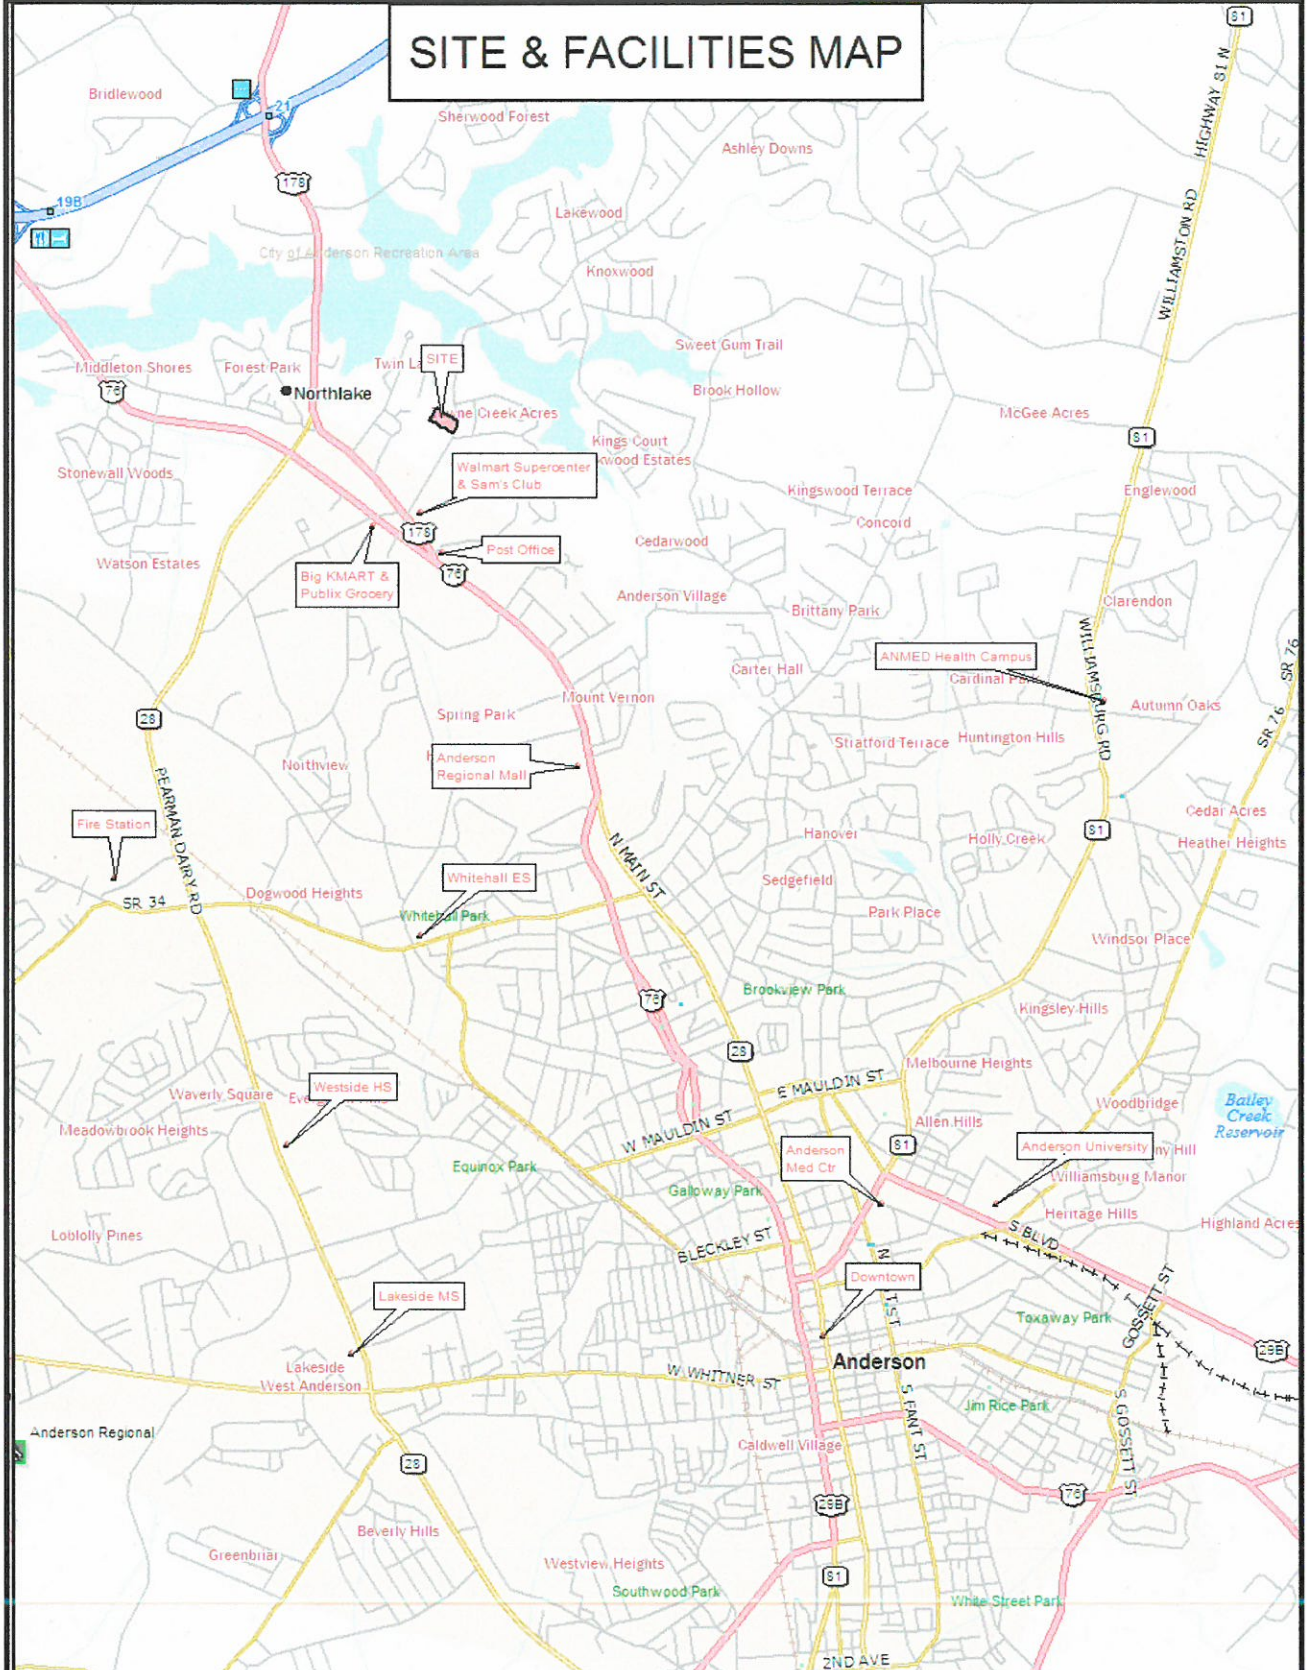 SITE & FACILITIES MAP
81
HIGHWAY 81 N
Bridlewood
21
Sherwood Forest
Ashley Downs
178
19B
Lakewood
WILLIAMSTON RD
City of Anderson Recreation Area
Knoxwood
Sweet Gum Trail
Middleton Shores
Forest Park
Twin La
SITE
76
Northlake
Brook Hollow
ne Creek Acres
McGee Acres
81
Kings Court
wood Estates
Stonewall Woods
Walmart Supercenter
& Sam's Club
Kingswood Terrace
Englewood
Concord
178
Post Office
Cedarwood
Watson Estates
76
Big KMART &
Publix Grocery
Anderson Village
Brittany Park
Clarendon
WILLIAMSBURG RD
SR 76
ANMED Health Campus
Carter Hall
Cardinal Park
Mount Vernon
Autumn Oaks
28
Spring Park
SR 76
Stratford Terrace
Huntington Hills
Northview
Anderson
Regional Mall
PEARMAN DAIRY RD
Cedar Acres
Fire Station
Hanover
Holly Creek
81
Heather Heights
N MAIN ST
Whitehall ES
Sedgefield
SR 34
Dogwood Heights
Whitehall Park
Park Place
Windsor Place
Brookview Park
76
Kingsley Hills
28
Melbourne Heights
Westside HS
E MAULDIN ST
Waverly Square
Woodbridge
Bailey
Creek
Reservoir
Meadowbrook Heights
W MAULDIN ST
Allen Hills
81
Anderson
Med Ctr
Anderson University
ny Hill
Equinox Park
Williamsburg Manor
Galloway Park
Heritage Hills
Loblolly Pines
Highland Acres
S BLVD
BLECKLEY ST
Downtown
Lakeside MS
GOSSETT ST
Toxaway Park
29B
Anderson
Lakeside
West Anderson
W WHITNER ST
S FANT ST
Jim Rice Park
S GOSSETT ST
Anderson Regional
Caldwell Village
28
76
29B
Beverly Hills
Greenbriar
Westview Heights
81
Southwood Park
White Street Park
2ND AVE